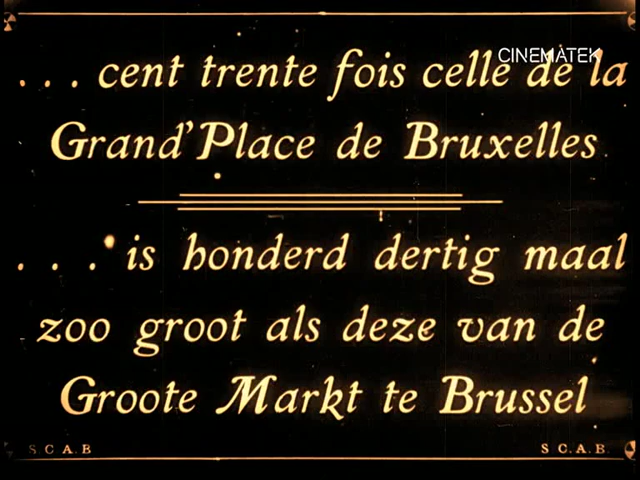 CINEMATEK
. . . cent trente fois celle de la
Grand'Place de Bruxelles
. . . is honderd dertig maal
zoo groot als deze van de
Groote Markt te Brussel
S C A.B
S C.A.B.